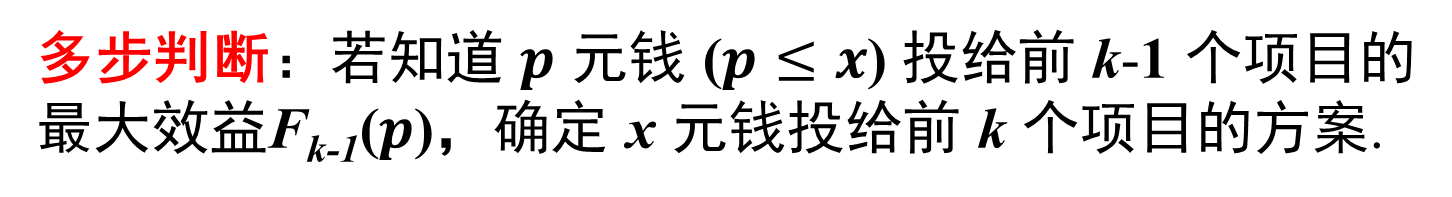 多步判断：若知道 p 元钱 (p ≤ x) 投给前 k-1 个项目的
最大效益Fk-1(p)，确定 x 元钱投给前 k 个项目的方案.